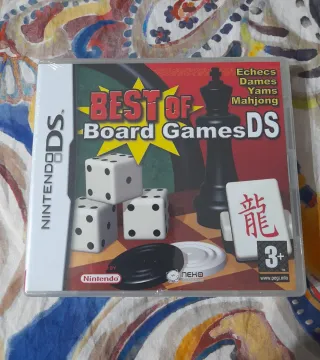 NINTENDO DS
Echecs
Dames
Yams
Mahjong
BEST OF
Board Games DS
龍
Nintendo
neko
3+
www.pegi.info